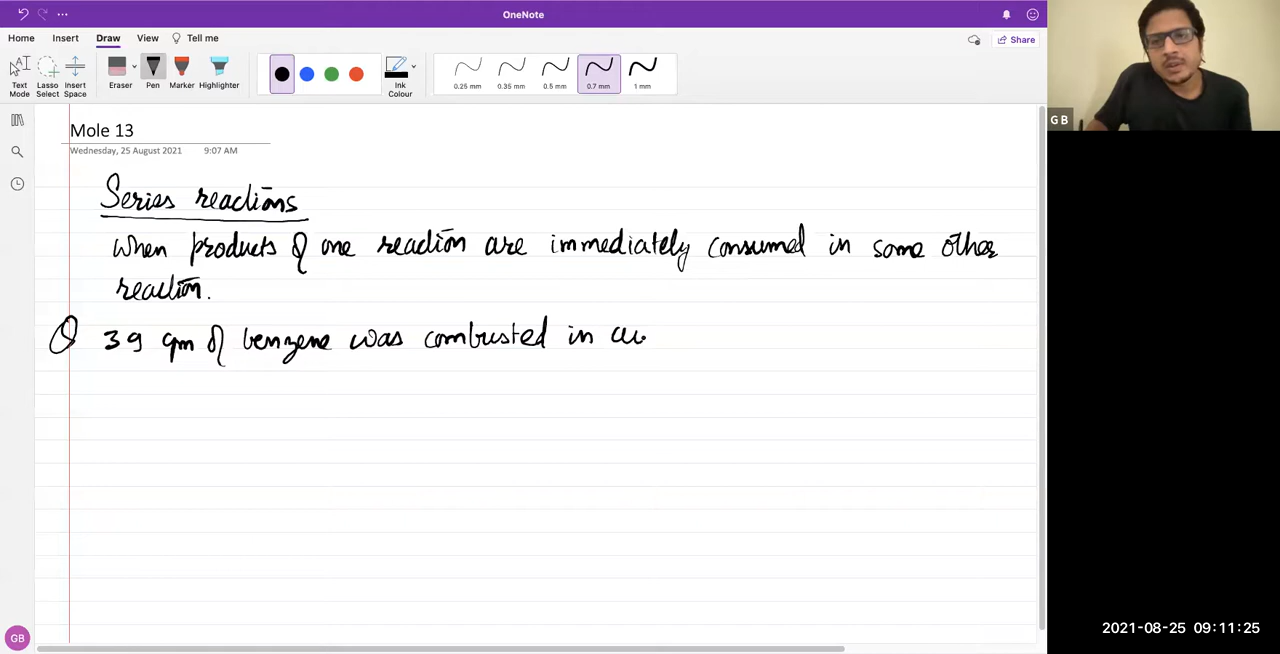 OneNote
Home Insert Draw View Tell me
Share
Text Mode
Lasso Select
Insert Space
Eraser
Pen
Marker
Highlighter
Ink Colour
0.25 mm
0.35 mm
0.5 mm
0.7 mm
1 mm
G B
Mole 13
Wednesday, 25 August 2021 9:07 AM
Series reactions
When products of one reaction are immediately consumed in some other
reaction.
Q 39 gm of benzene was combusted in
GB
2021-08-25 09:11:25